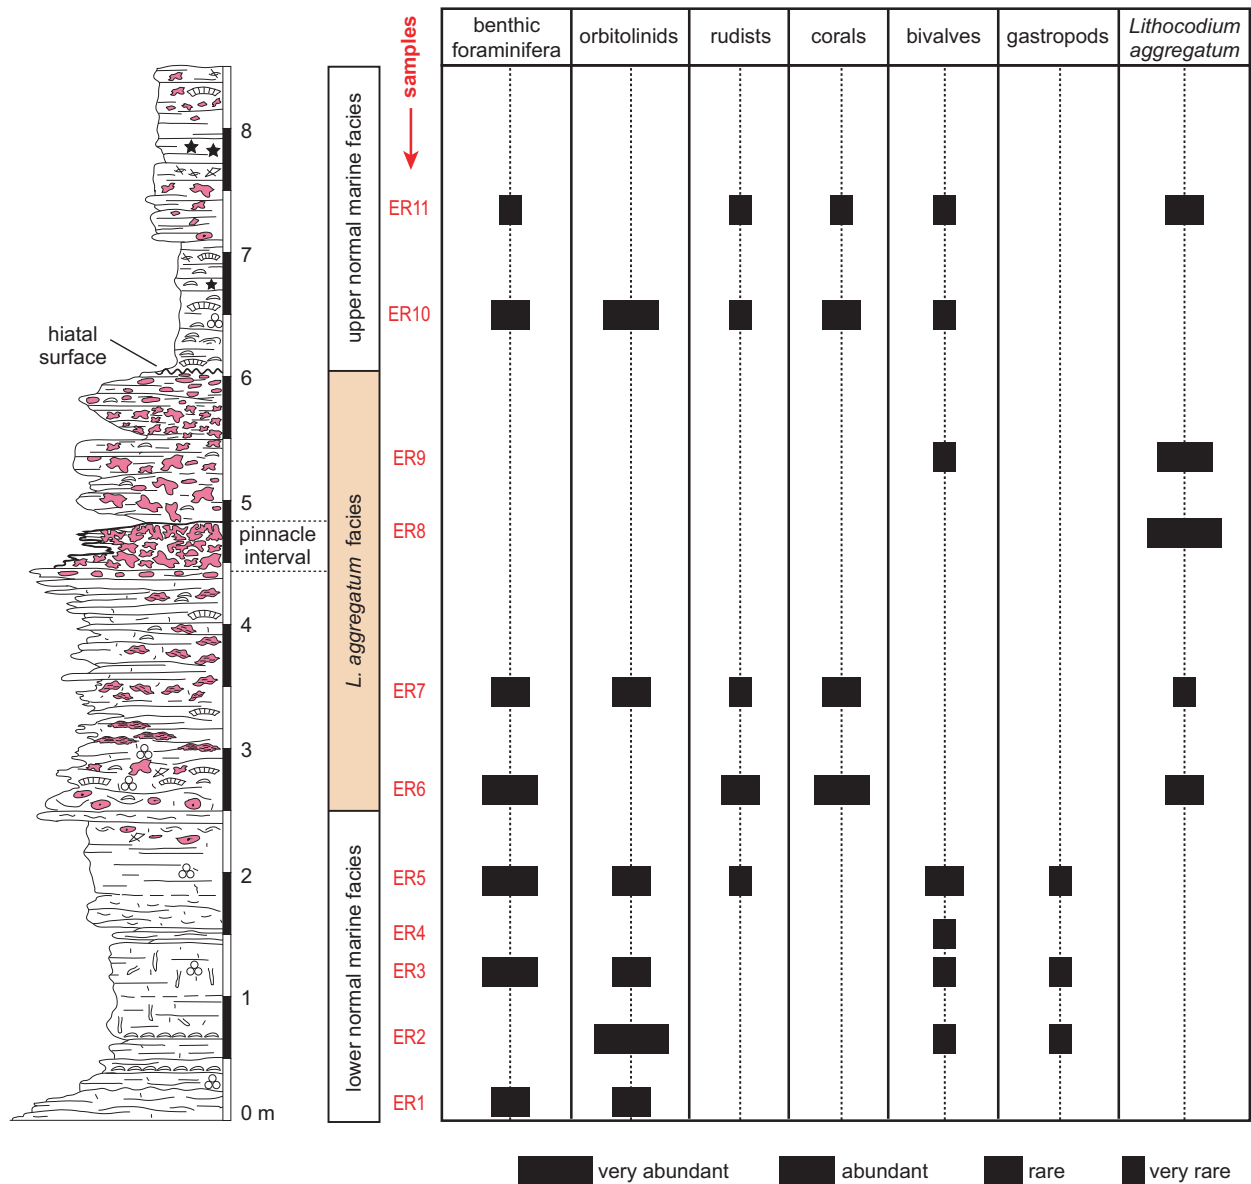 samples
benthic
foraminifera
orbitolinids
rudists
corals
bivalves
gastropods
Lithocodium
aggregatum
8
7
6
5
4
3
2
1
0 m
hiatal
surface
pinnacle
interval
upper normal marine facies
L. aggregatum facies
lower normal marine facies
ER11
ER10
ER9
ER8
ER7
ER6
ER5
ER4
ER3
ER2
ER1
very abundant
abundant
rare
very rare